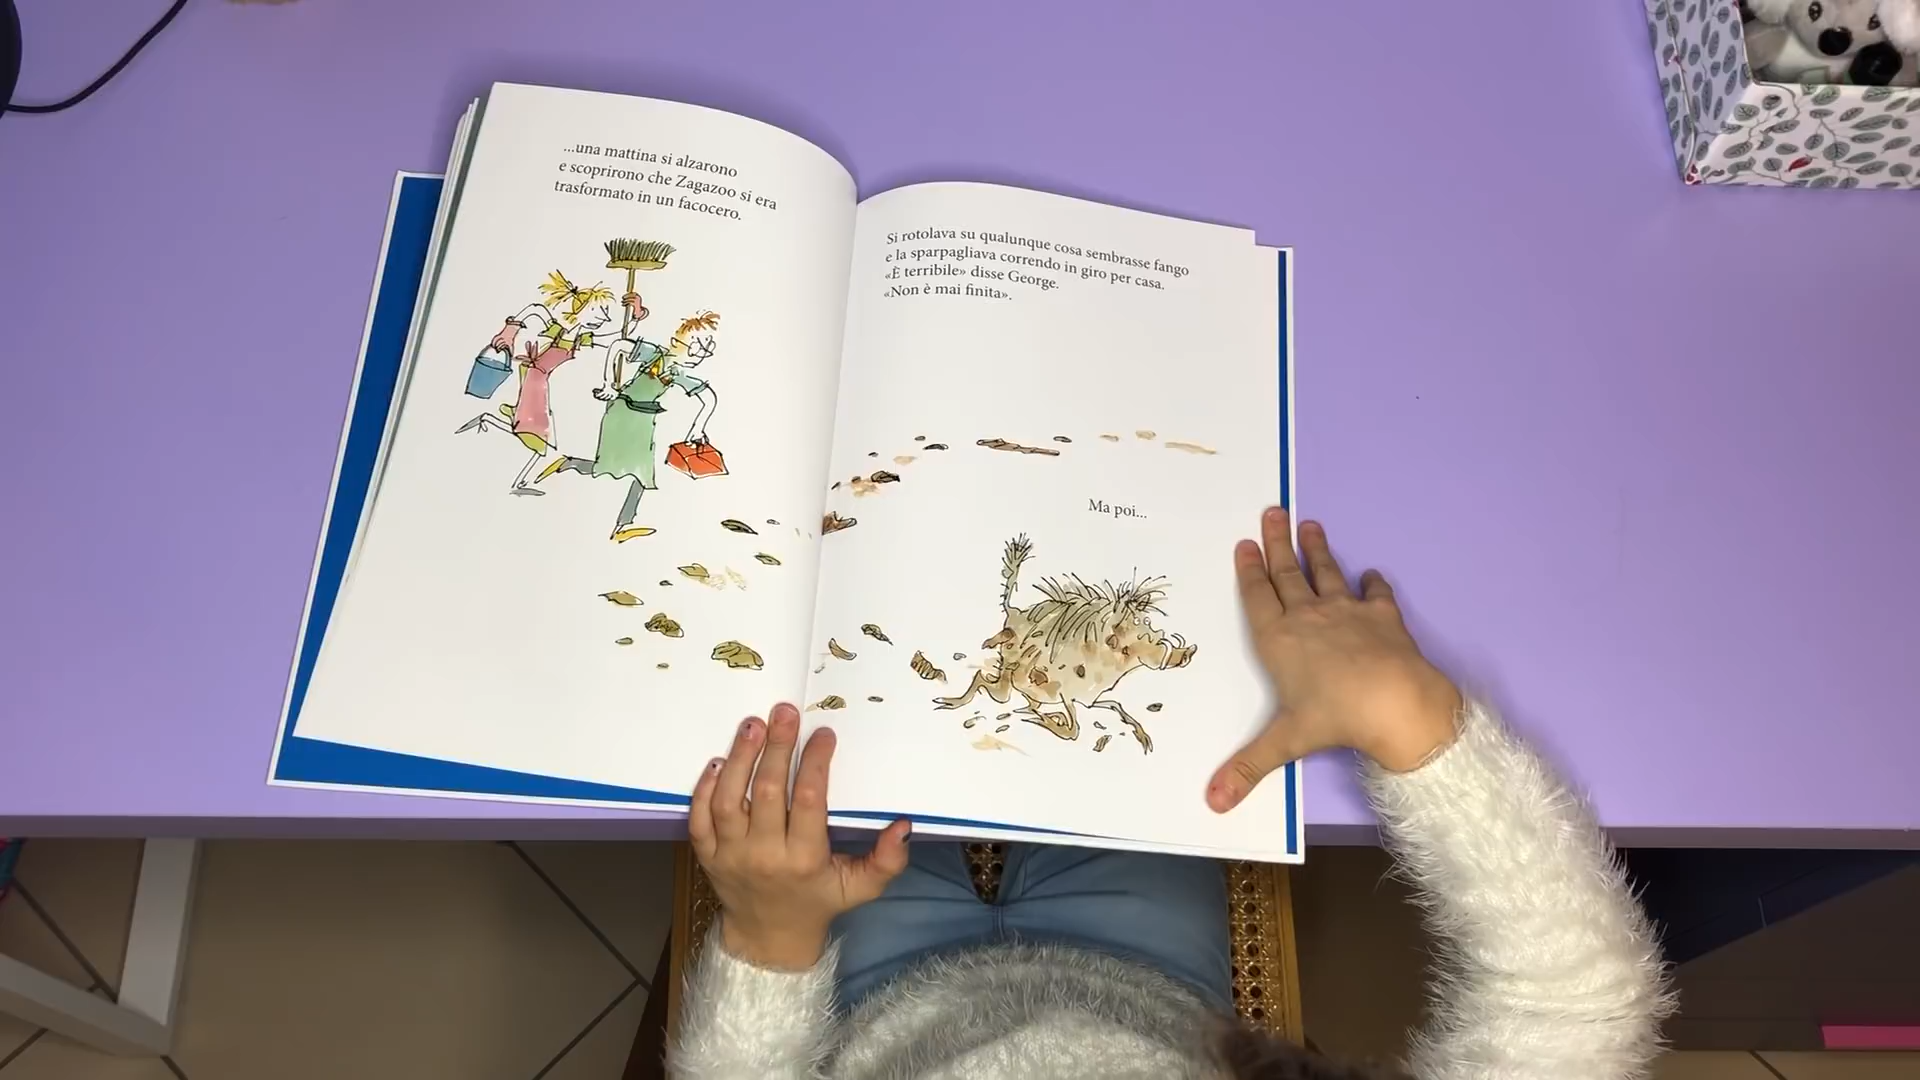 ...una mattina si alzarono
e scoprirono che Zagazoo si era
trasformato in un facocero.
Si rotolava su qualunque cosa sembrasse fango
e la sparpagliava correndo in giro per casa.
«È terribile» disse George.
«Non è mai finita».
Ma poi...